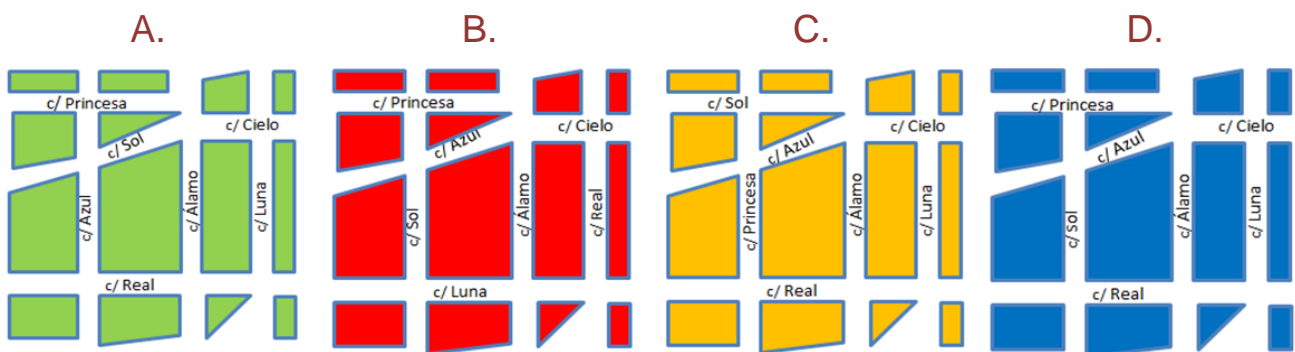 A.
B.
C.
D.
c/ Princesa
c/ Cielo
c/ Sol
c/ Azul
c/ Álamo
c/ Luna
c/ Real
c/ Princesa
c/ Cielo
c/ Azul
c/ Sol
c/ Álamo
c/ Real
c/ Luna
c/ Sol
c/ Cielo
c/ Azul
c/ Princesa
c/ Álamo
c/ Luna
c/ Real
c/ Princesa
c/ Cielo
c/ Azul
c/ sol
c/ Álamo
c/ Luna
c/ Real